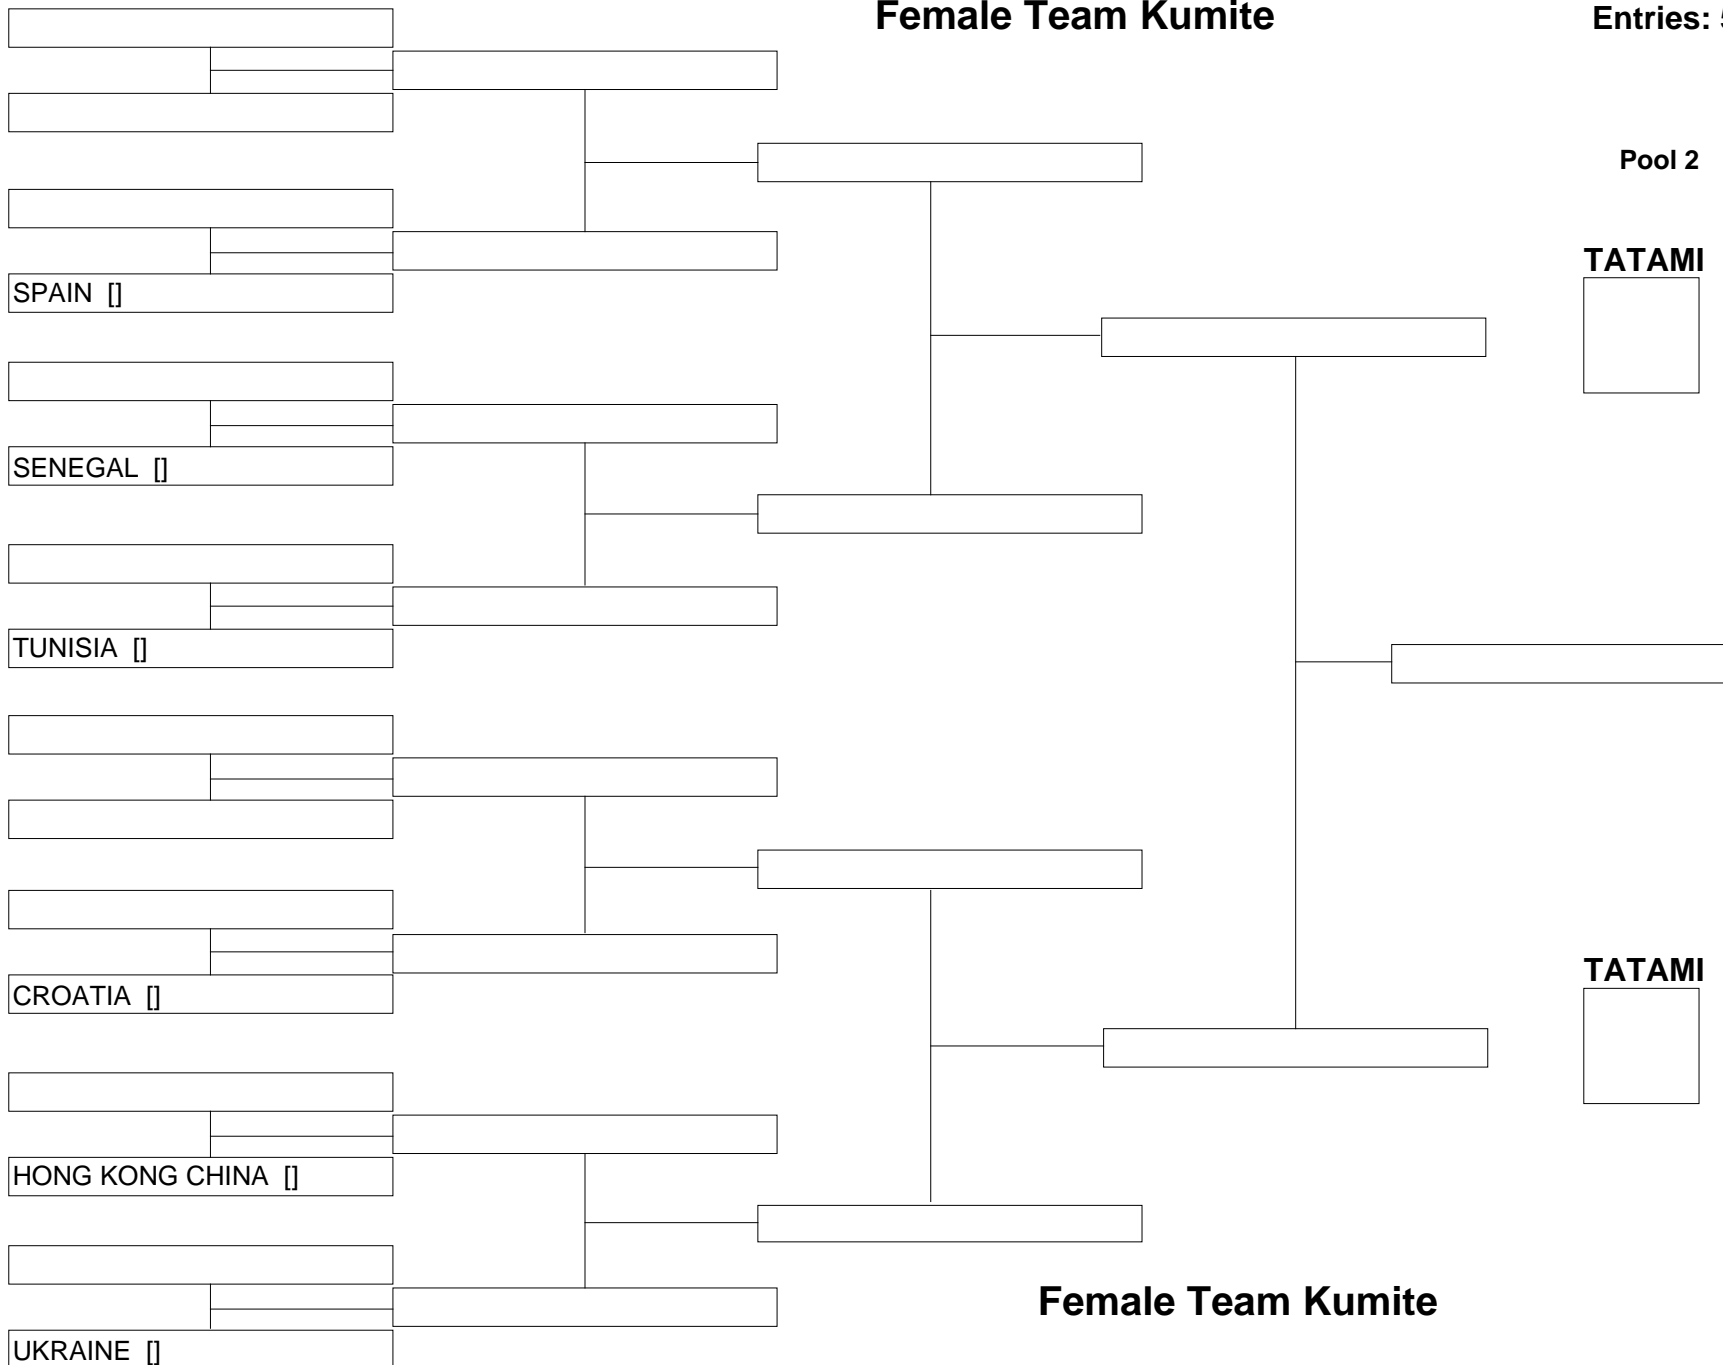 Female Team Kumite
Entries: 5
Pool 2
TATAMI
SPAIN []
SENEGAL []
TUNISIA []
CROATIA []
TATAMI
HONG KONG CHINA []
Female Team Kumite
UKRAINE []